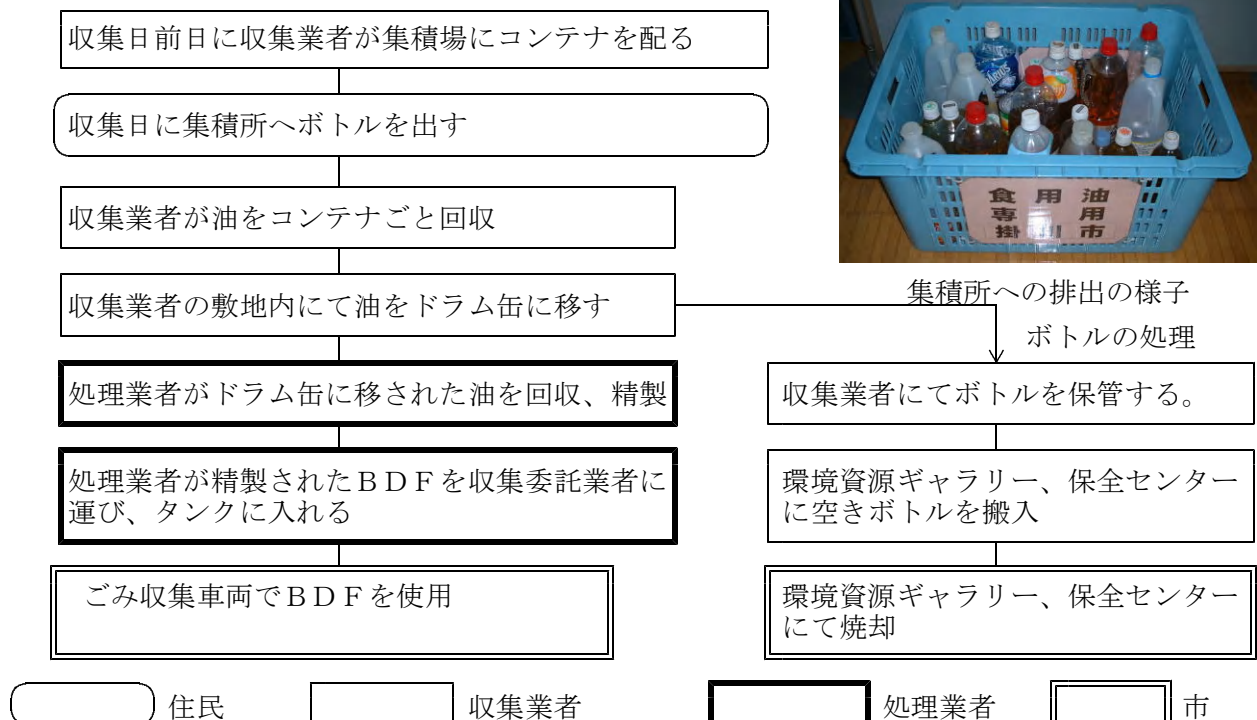 収集日前日に収集業者が集積場にコンテナを配る
収集日に集積所へボトルを出す
収集業者が油をコンテナごと回収
収集業者の敷地内にて油をドラム缶に移す
処理業者がドラム缶に移された油を回収、精製
処理業者が精製されたＢＤＦを収集委託業者に
運び、タンクに入れる
ごみ収集車両でＢＤＦを使用
食用油
専用
掛川市
集積所への排出の様子
ボトルの処理
収集業者にてボトルを保管する。
環境資源ギャラリー、保全センター
に空きボトルを搬入
環境資源ギャラリー、保全センター
にて焼却
住民
収集業者
処理業者
市